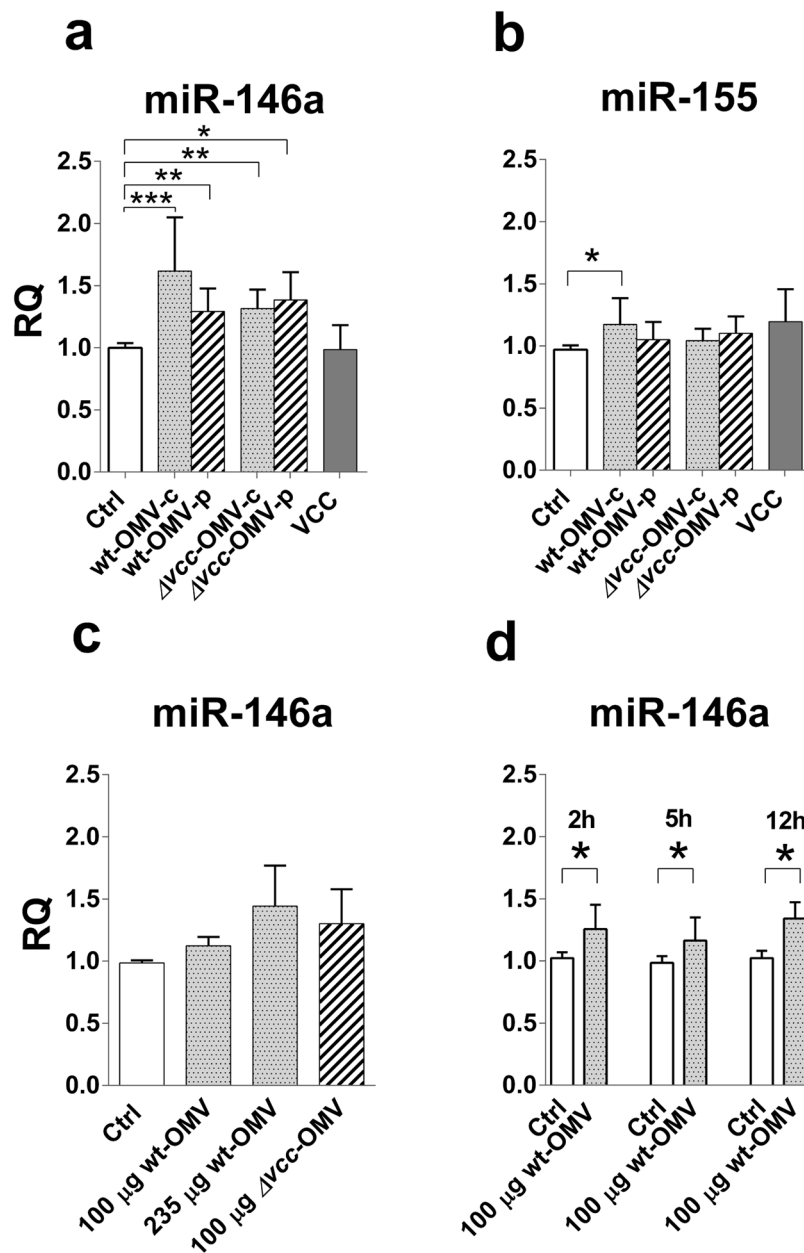 a
miR-146a
*
**
**
***
2.5
2.0
1.5
1.0
0.5
0.0
RQ
Ctrl
wt-OMV-c
wt-OMV-p
Δvcc-OMV-c
Δvcc-OMV-p
VCC
b
miR-155
*
2.5
2.0
1.5
1.0
0.5
0.0
Ctrl
wt-OMV-c
wt-OMV-p
Δvcc-OMV-c
Δvcc-OMV-p
VCC
c
miR-146a
2.5
2.0
1.5
1.0
0.5
0.0
RQ
Ctrl
100 µg wt-OMV
235 µg wt-OMV
100 µg Δvcc-OMV
d
miR-146a
2h
5h
12h
*
*
*
2.5
2.0
1.5
1.0
0.5
0.0
Ctrl
100 µg wt-OMV
Ctrl
100 µg wt-OMV
Ctrl
100 µg wt-OMV